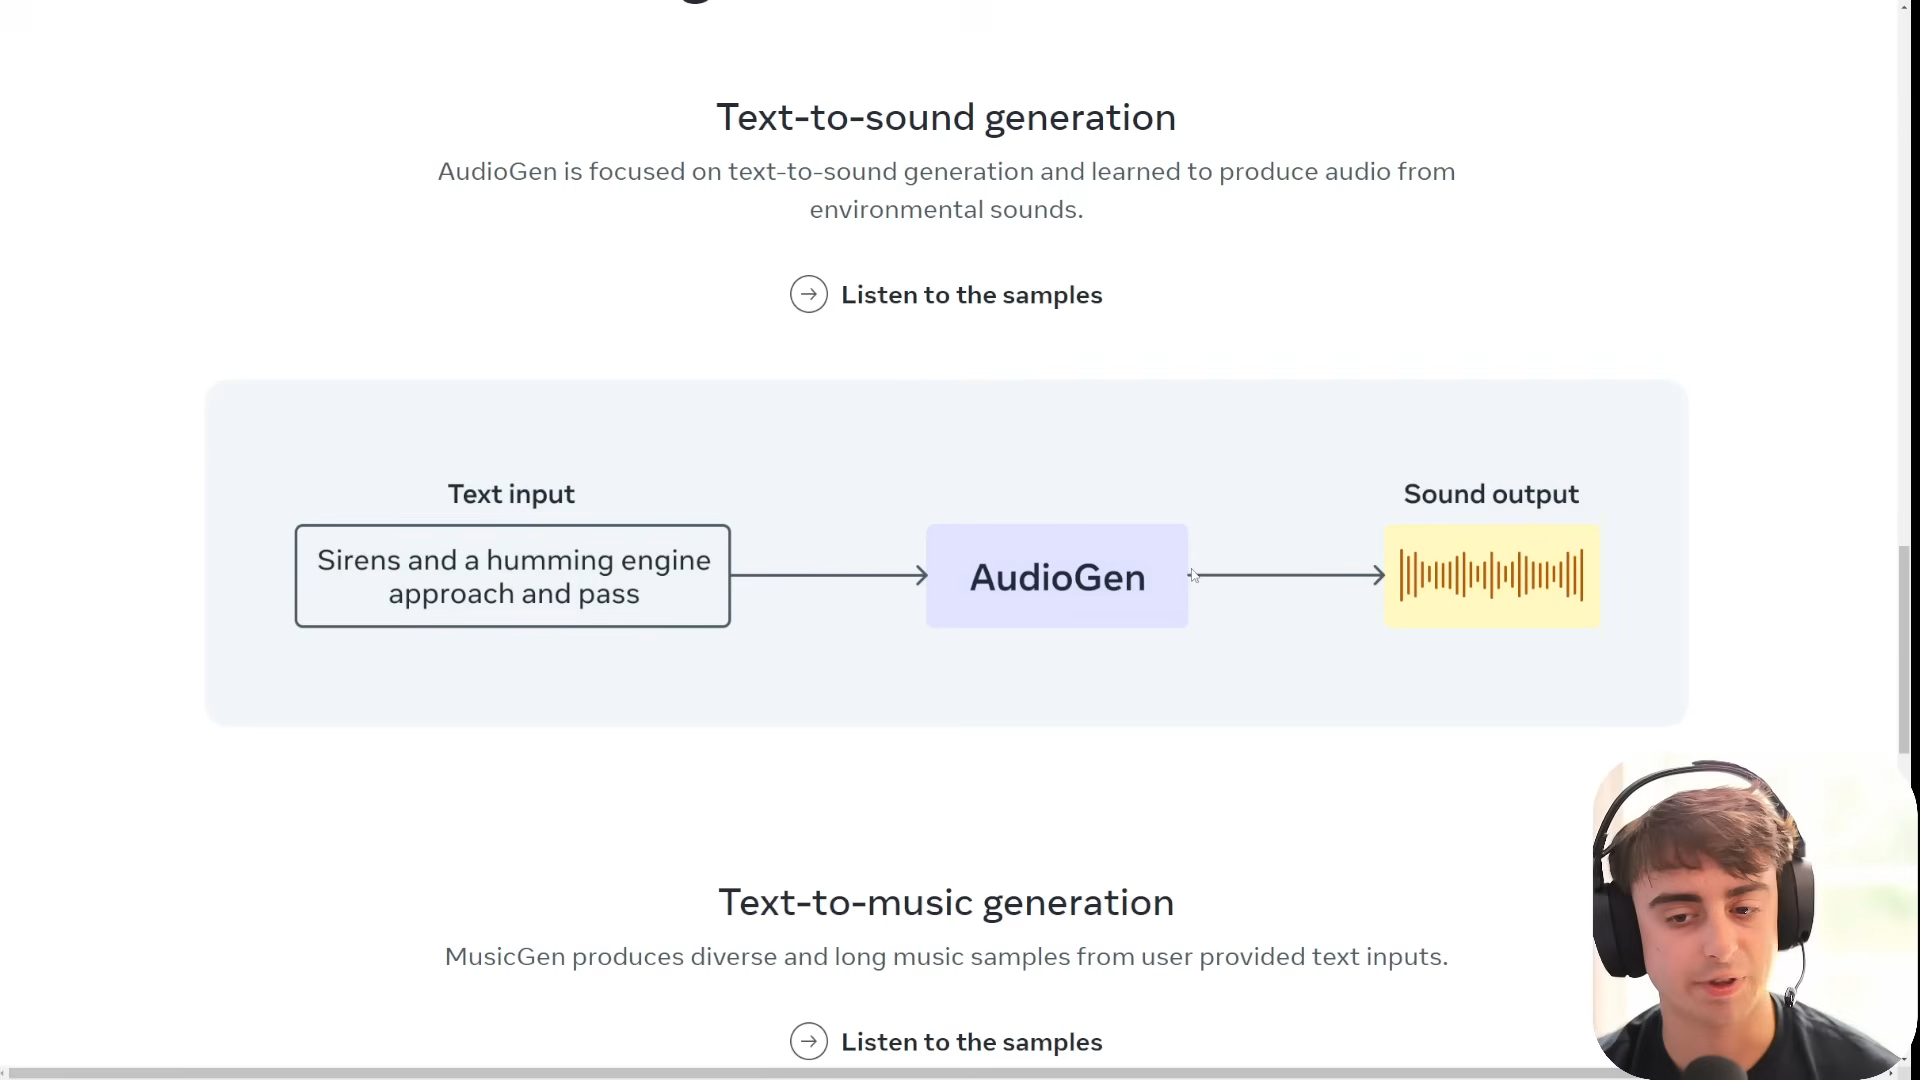 Text-to-sound generation
AudioGen is focused on text-to-sound generation and learned to produce audio from
environmental sounds.
Listen to the samples
Text input
Sirens and a humming engine
approach and pass
AudioGen
Sound output
Text-to-music generation
MusicGen produces diverse and long music samples from user provided text inputs.
Listen to the samples